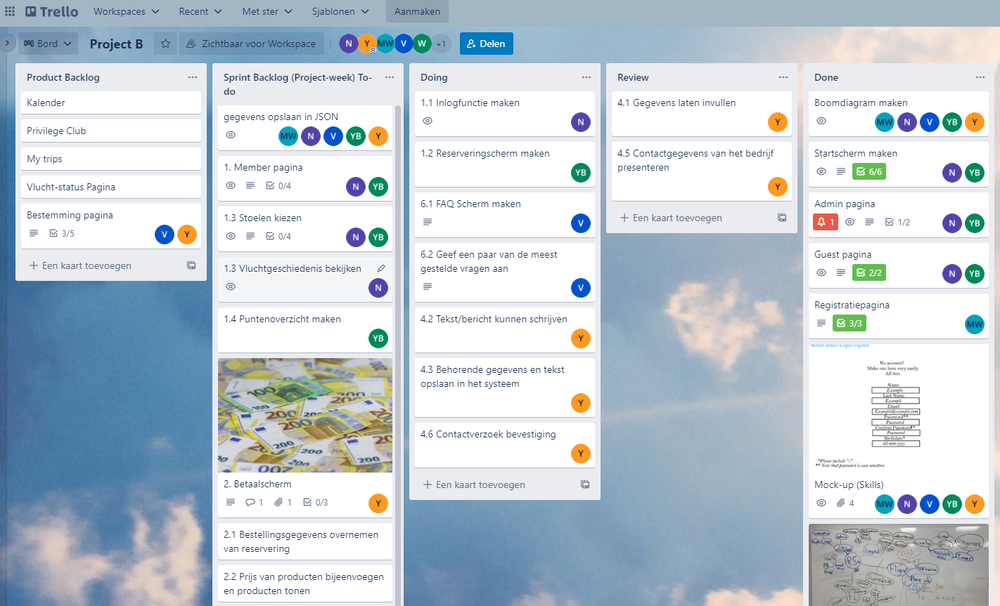 Trello
Workspaces
Recent
Met ster
Sjablonen
Aanmaken
Bord
Project B
Zichtbaar voor Workspace
N
Y
MW
V
W
+1
Delen
Product Backlog
Kalender
Privilege Club
My trips
Vlucht-status Pagina
Bestemming pagina
3/5
V
Y
Een kaart toevoegen
Sprint Backlog (Project-week) To-
do
gegevens opslaan in JSON
MW
N
V
YB
Y
1. Member pagina
0/4
N
YB
1.3 Stoelen kiezen
0/4
N
YB
1.3 Vluchtgeschiedenis bekijken
N
1.4 Puntenoverzicht maken
YB
100
200
200
200
200
200
2. Betaalscherm
1
1
0/3
Y
2.1 Bestellingsgegevens overnemen
van reservering
2.2 Prijs van producten bijeenvoegen
en producten tonen
Doing
1.1 Inlogfunctie maken
N
1.2 Reserveringscherm maken
YB
6.1 FAQ Scherm maken
V
6.2 Geef een paar van de meest
gestelde vragen aan
V
4.2 Tekst/bericht kunnen schrijven
Y
4.3 Behorende gegevens en tekst
opslaan in het systeem
Y
4.6 Contactverzoek bevestiging
Y
Een kaart toevoegen
Review
4.1 Gegevens laten invullen
Y
4.5 Contactgegevens van het bedrijf
presenteren
Y
Een kaart toevoegen
Done
Boomdiagram maken
MW
N
V
YB
Y
Startscherm maken
6/6
N
YB
Admin pagina
1
1/2
N
YB
Guest pagina
2/2
N
YB
Registratiepagina
3/3
MW
Return home<Login/register
No account?
Make one here very easily
All free
Name
Example
Last Name
Example
Email
Example@example.com
Password**
Password
Confirm Password**
Password
Birthdate*
dd-mm-yyyy
*Please include "-"
** Note that password is case sensitive
Mock-up (Skills)
4
MW
N
V
YB
Y
Payment
Timer
Layout
Flight
HomePage